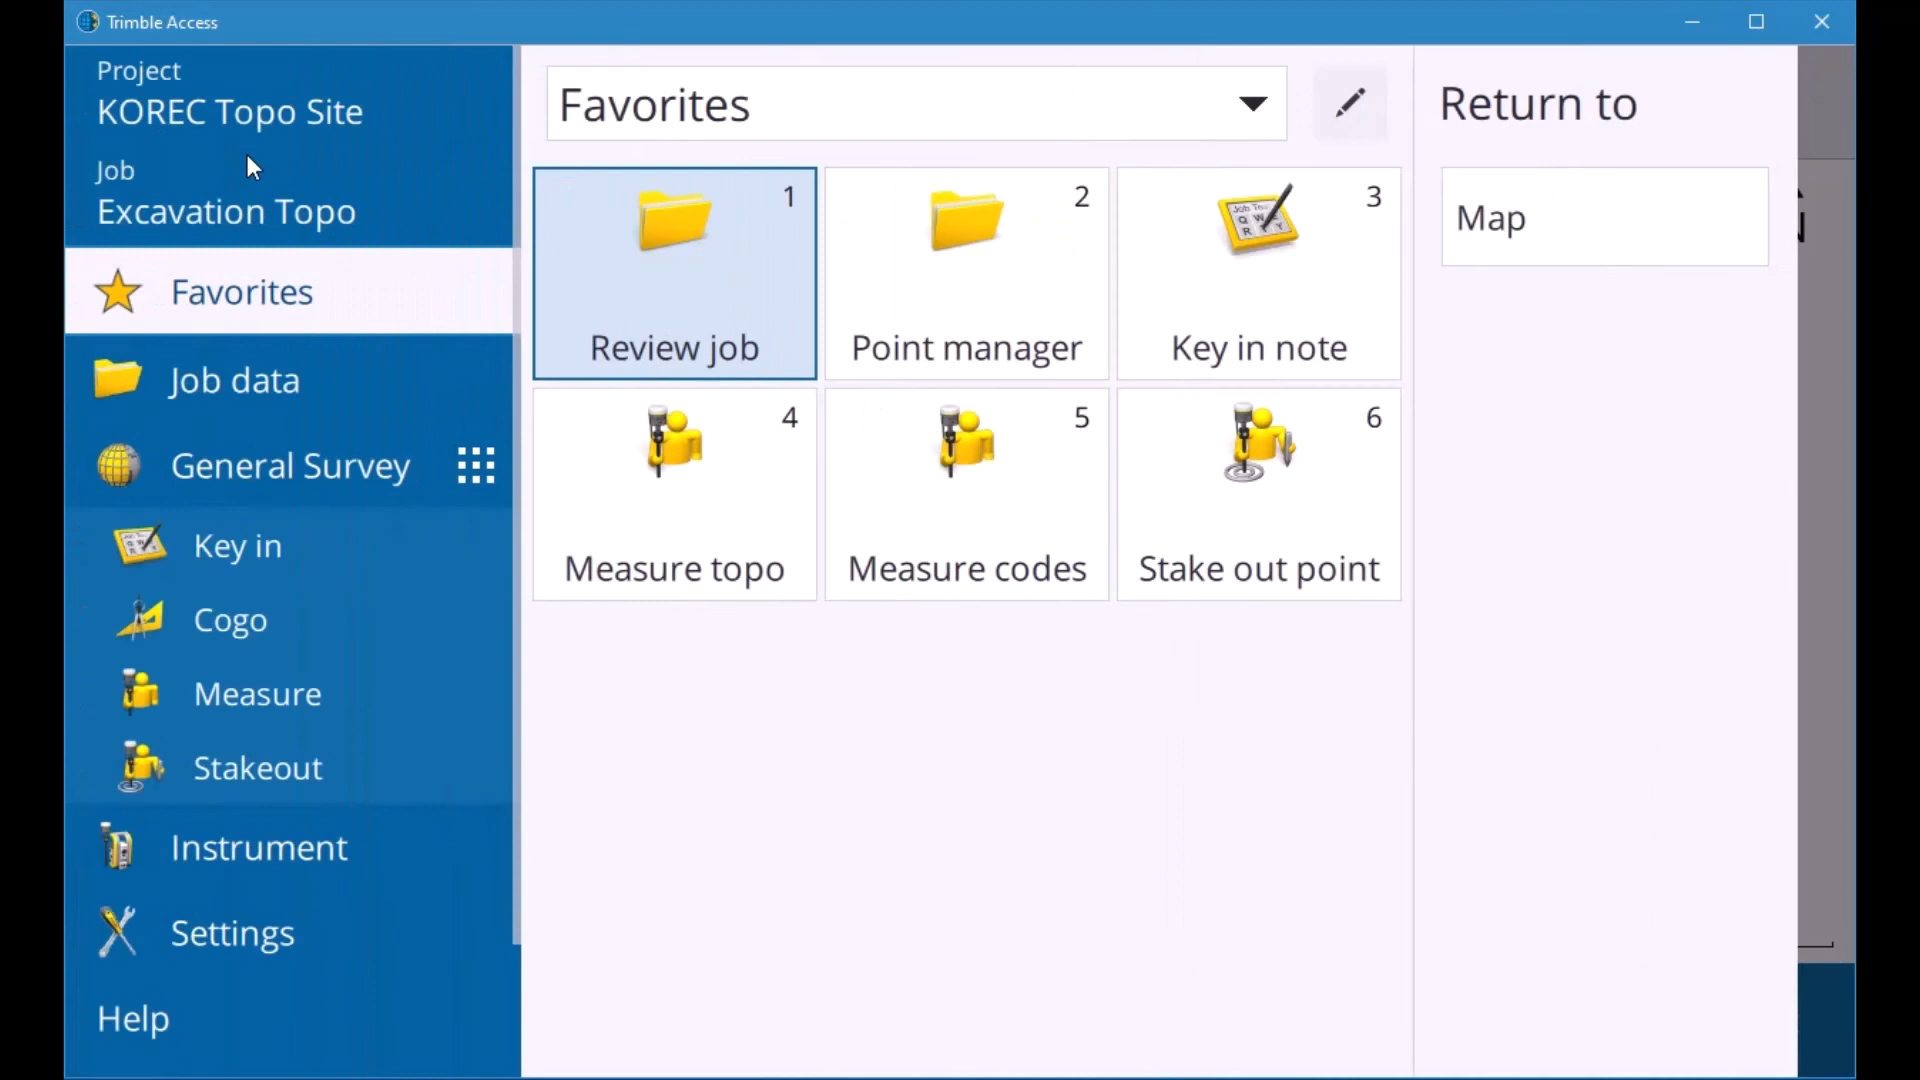 Trimble Access
Project
KOREC Topo Site
Job
Excavation Topo
Favorites
Job data
General Survey
Key in
Cogo
Measure
Stakeout
Instrument
Settings
Help
Favorites
1
Review job
2
Point manager
3
Key in note
4
Measure topo
5
Measure codes
6
Stake out point
Return to
Map